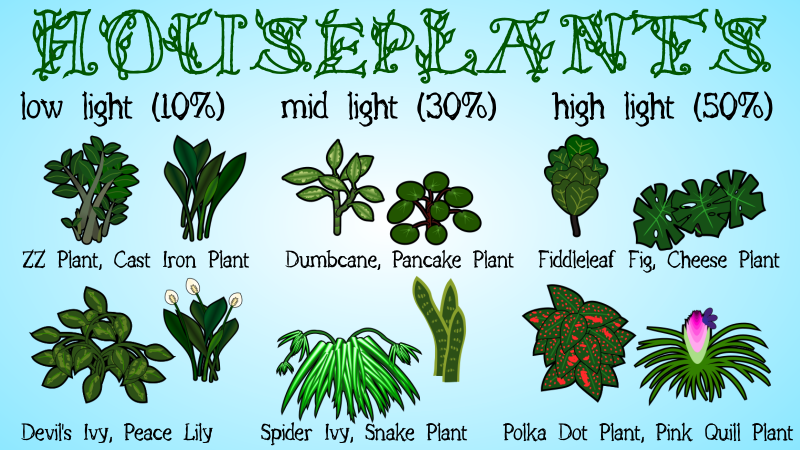 HOUSEPLANTS
low light (10%)
mid light (30%)
high light (50%)
ZZ Plant, Cast Iron Plant
Dumbcane, Pancake Plant
Fiddleleaf Fig, Cheese Plant
Devil's Ivy, Peace Lily
Spider Ivy, Snake Plant
Polka Dot Plant, Pink Quill Plant